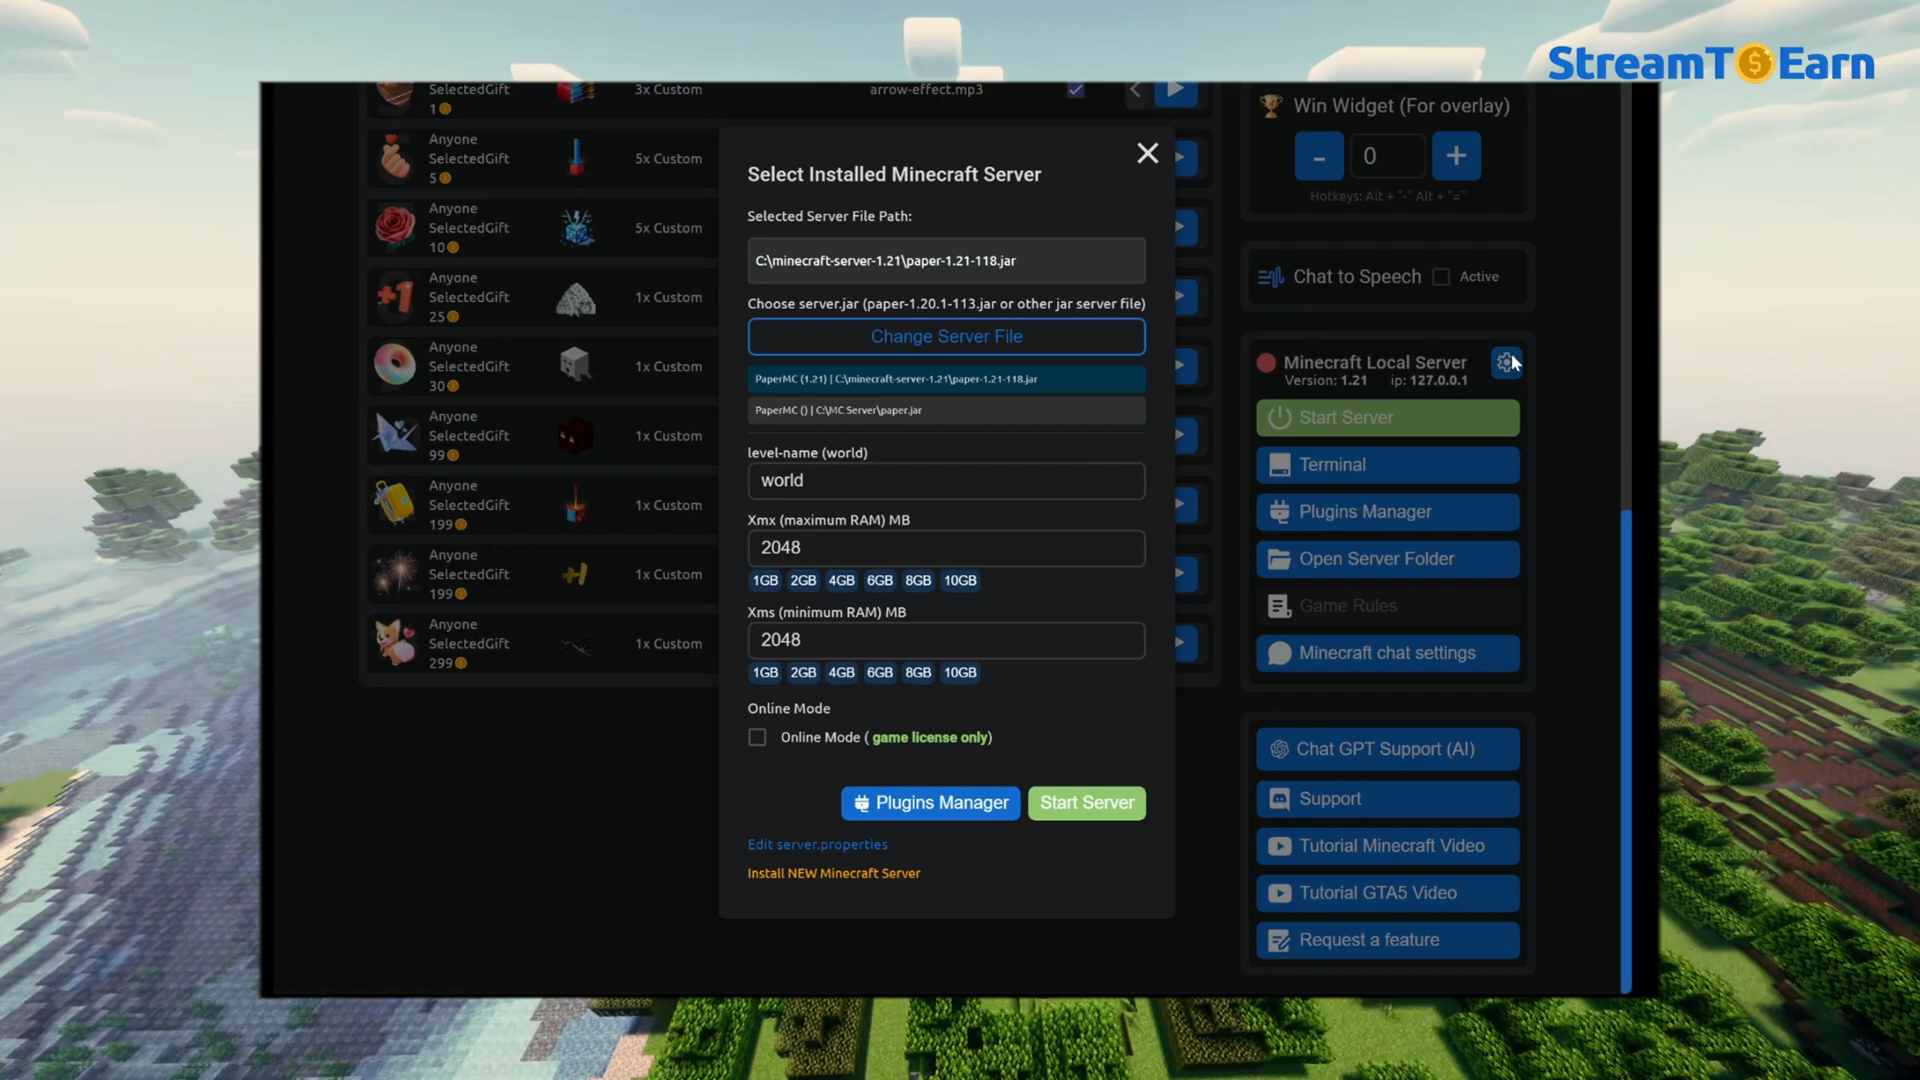 StreamT$Earn
SelectedGift
1
3x Custom
arrow-effect.mp3
Anyone
SelectedGift
5
5x Custom
Anyone
SelectedGift
10
5x Custom
Anyone
SelectedGift
25
+1
1x Custom
Anyone
SelectedGift
30
1x Custom
Anyone
SelectedGift
99
1x Custom
Anyone
SelectedGift
199
1x Custom
Anyone
SelectedGift
199
+1
1x Custom
Anyone
SelectedGift
299
1x Custom
Select Installed Minecraft Server
Selected Server File Path:
C:\minecraft-server-1.21\paper-1.21-118.jar
Choose server.jar (paper-1.20.1-113.jar or other jar server file)
Change Server File
PaperMC (1.21) | C:\minecraft-server-1.21\paper-1.21-118.jar
PaperMC () | C:\MC Server\paper.jar
level-name (world)
world
Xmx (maximum RAM) MB
2048
1GB 2GB 4GB 6GB 8GB 10GB
Xms (minimum RAM) MB
2048
1GB 2GB 4GB 6GB 8GB 10GB
Online Mode
Online Mode ( game license only)
Plugins Manager
Start Server
Edit server.properties
Install NEW Minecraft Server
Win Widget (For overlay)
- 0 +
Hotkeys: Alt + "-" Alt + "="
Chat to Speech Active
Minecraft Local Server
Version: 1.21 ip: 127.0.0.1
Start Server
Terminal
Plugins Manager
Open Server Folder
Game Rules
Minecraft chat settings
Chat GPT Support (AI)
Support
Tutorial Minecraft Video
Tutorial GTA5 Video
Request a feature